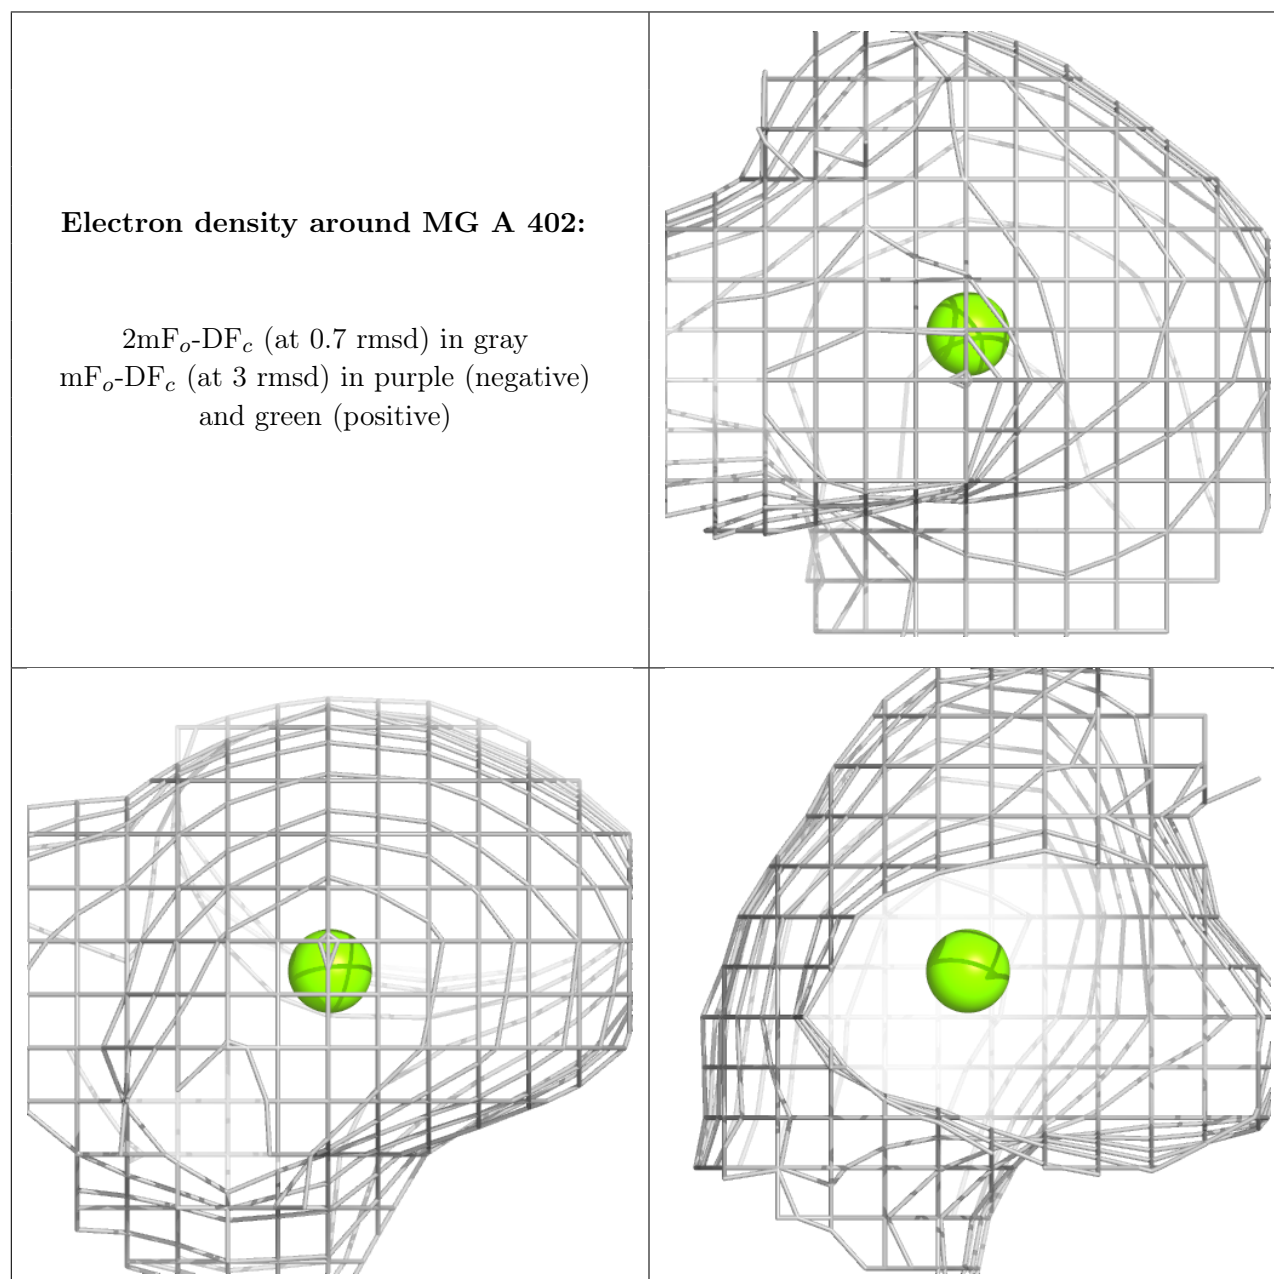 Electron density around MG A 402:
2mFo-DFc (at 0.7 rmsd) in gray
mFo-DFc (at 3 rmsd) in purple (negative)
and green (positive)